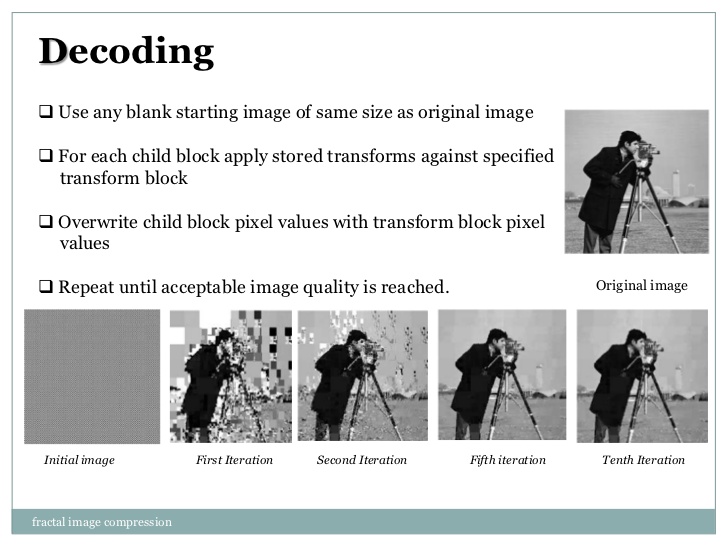 Decoding
❑ Use any blank starting image of same size as original image
❑ For each child block apply stored transforms against specified
transform block
❑ Overwrite child block pixel values with transform block pixel
values
❑ Repeat until acceptable image quality is reached.
Original image
Initial image
First Iteration
Second Iteration
Fifth iteration
Tenth Iteration
fractal image compression